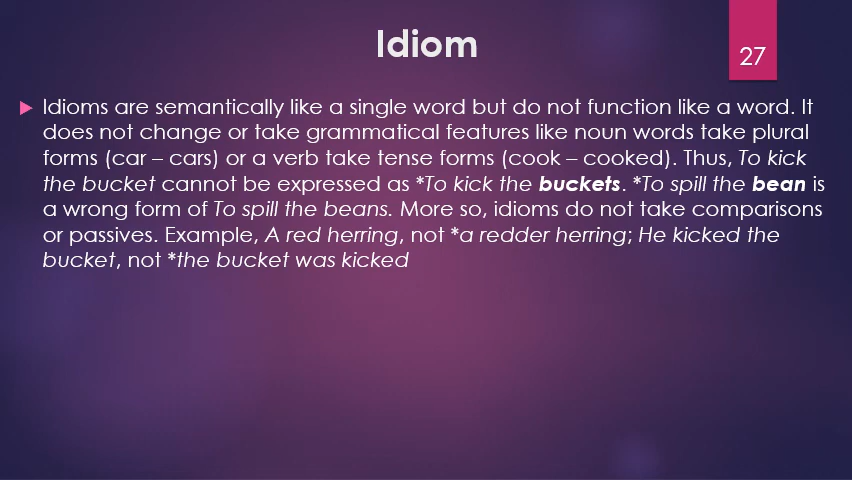 Idiom
27
Idioms are semantically like a single word but do not function like a word. It
does not change or take grammatical features like noun words take plural
forms (car – cars) or a verb take tense forms (cook – cooked). Thus, To kick
the bucket cannot be expressed as *To kick the buckets. *To spill the bean is
a wrong form of To spill the beans. More so, idioms do not take comparisons
or passives. Example, A red herring, not *a redder herring; He kicked the
bucket, not *the bucket was kicked